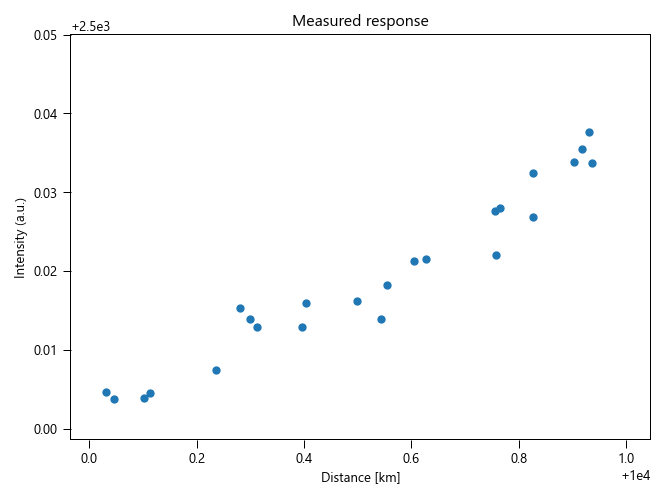 Measured response
+2.5e3
0.05
0.04
0.03
0.02
0.01
0.00
Intensity (a.u.)
0.0 0.2 0.4 0.6 0.8 1.0
Distance [km]
+1e4